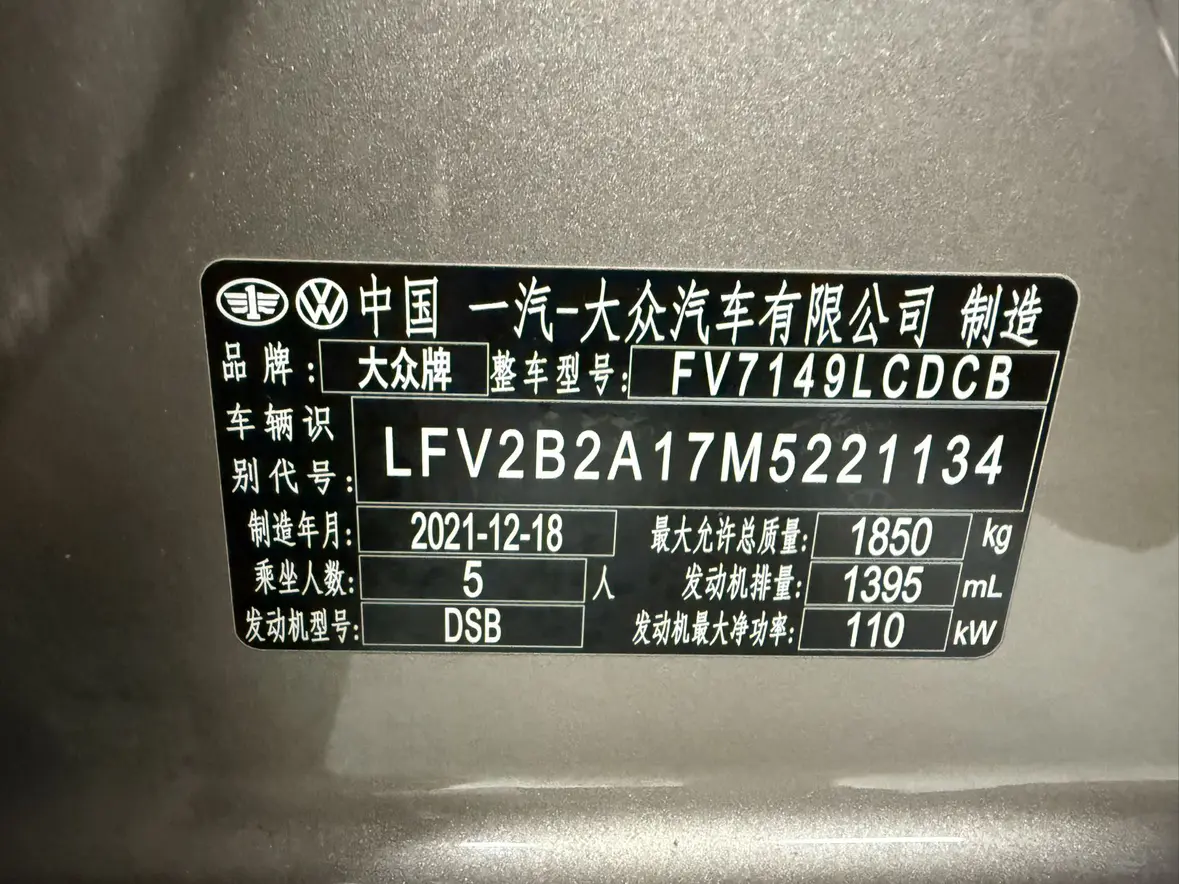 中国 一汽-大众汽车有限公司 制造
品牌: 大众牌 整车型号: FV7149LCDCB
车辆识别代号: LFV2B2A17M5221134
制造年月: 2021-12-18 最大允许总质量: 1850 kg
乘坐人数: 5 人 发动机排量: 1395 mL
发动机型号: DSB 发动机最大净功率: 110 kW